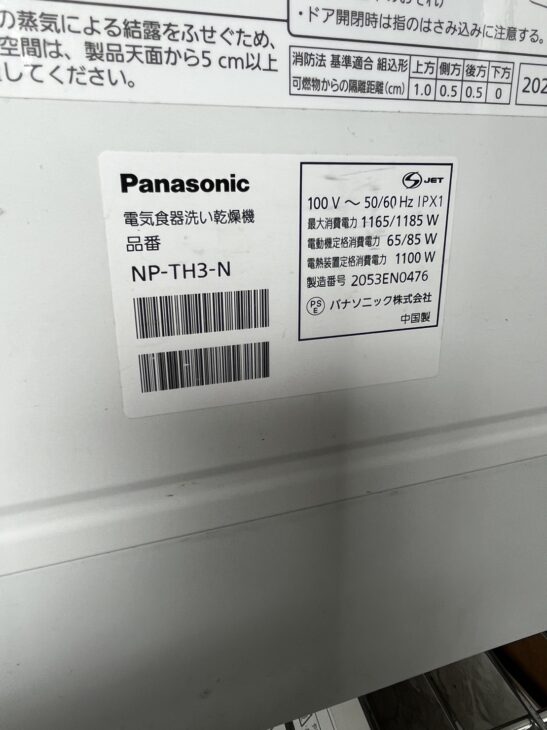 の蒸気による結露をふせぐため、
空間は、製品天面から5 cm以上
してください。
・ドア開閉時は指のはさみ込みに注意する。
消防法 基準適合 組込形 上方 側方 後方 下方
可燃物からの隔離距離(cm) 1.0 0.5 0.5 0
202
Panasonic
電気食器洗い乾燥機
品番
NP-TH3-N
JET
100 V ～ 50/60 Hz IPX1
最大消費電力 1165/1185 W
電動機定格消費電力 65/85 W
電熱装置定格消費電力 1100 W
製造番号 2053EN0476
PS
E パナソニック株式会社
中国製